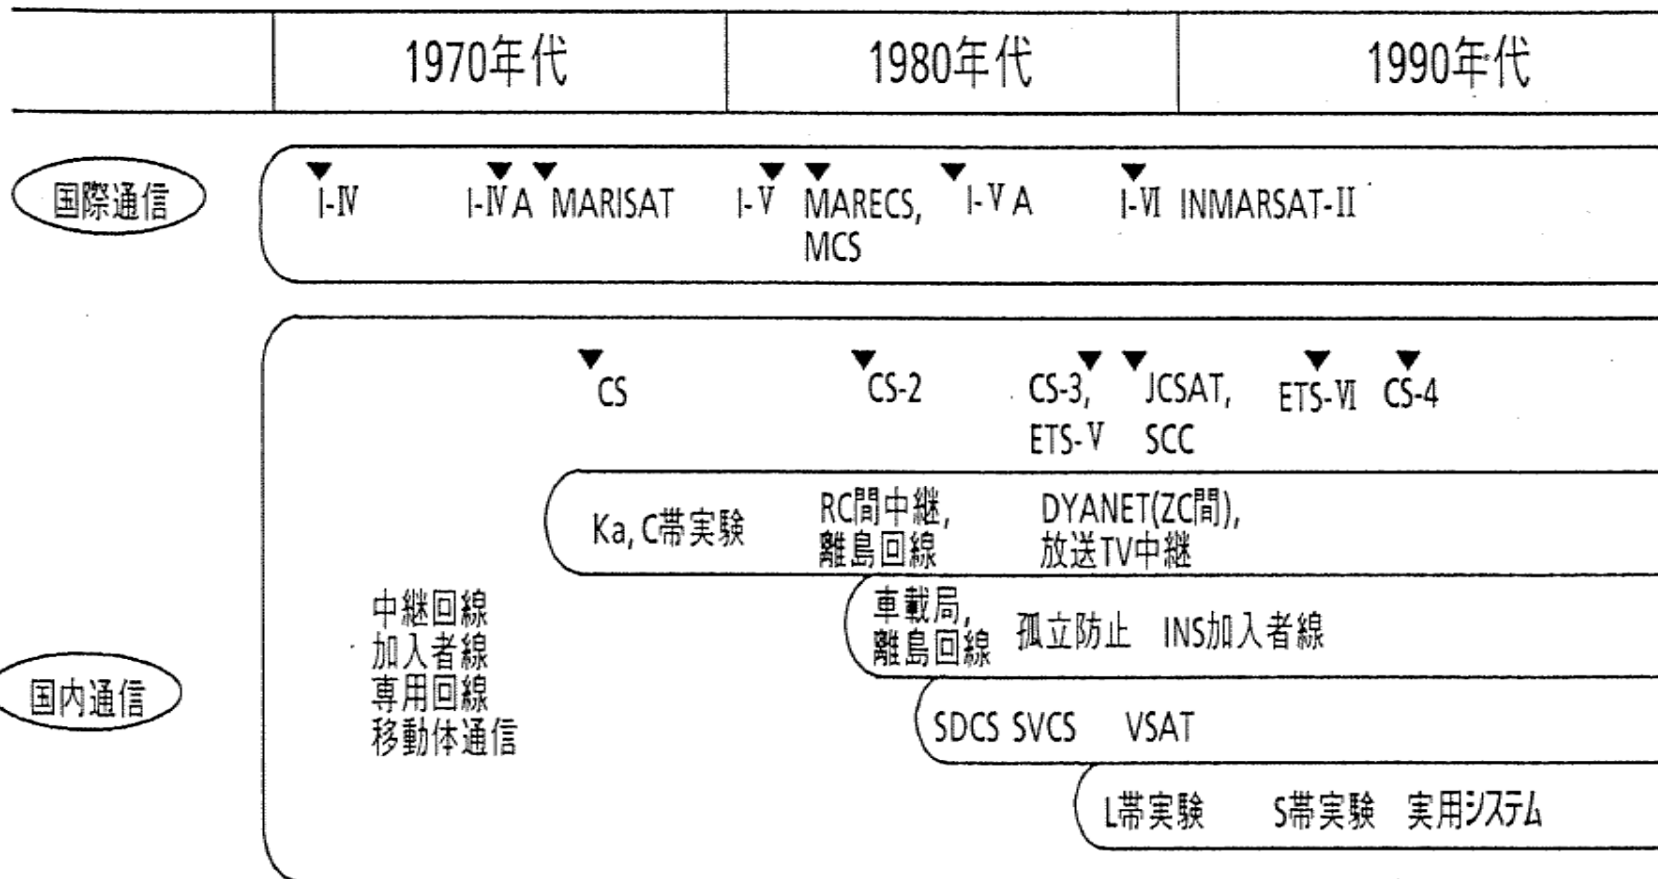 1970年代 1980年代 1990年代
国際通信
I-Ⅳ I-ⅣA MARISAT I-Ⅴ MARECS, I-ⅤA I-Ⅵ INMARSAT-II
MCS
CS CS-2 CS-3, JCSAT, ETS-Ⅵ CS-4
ETS-Ⅴ SCC
Ka, C帯実験 RC間中継, DYANET(ZC間),
離島回線 放送TV中継
中継回線
加入者線
専用回線
移動体通信
国内通信
車載局, 孤立防止 INS加入者線
離島回線
SDCS SVCS VSAT
L帯実験 S帯実験 実用システム